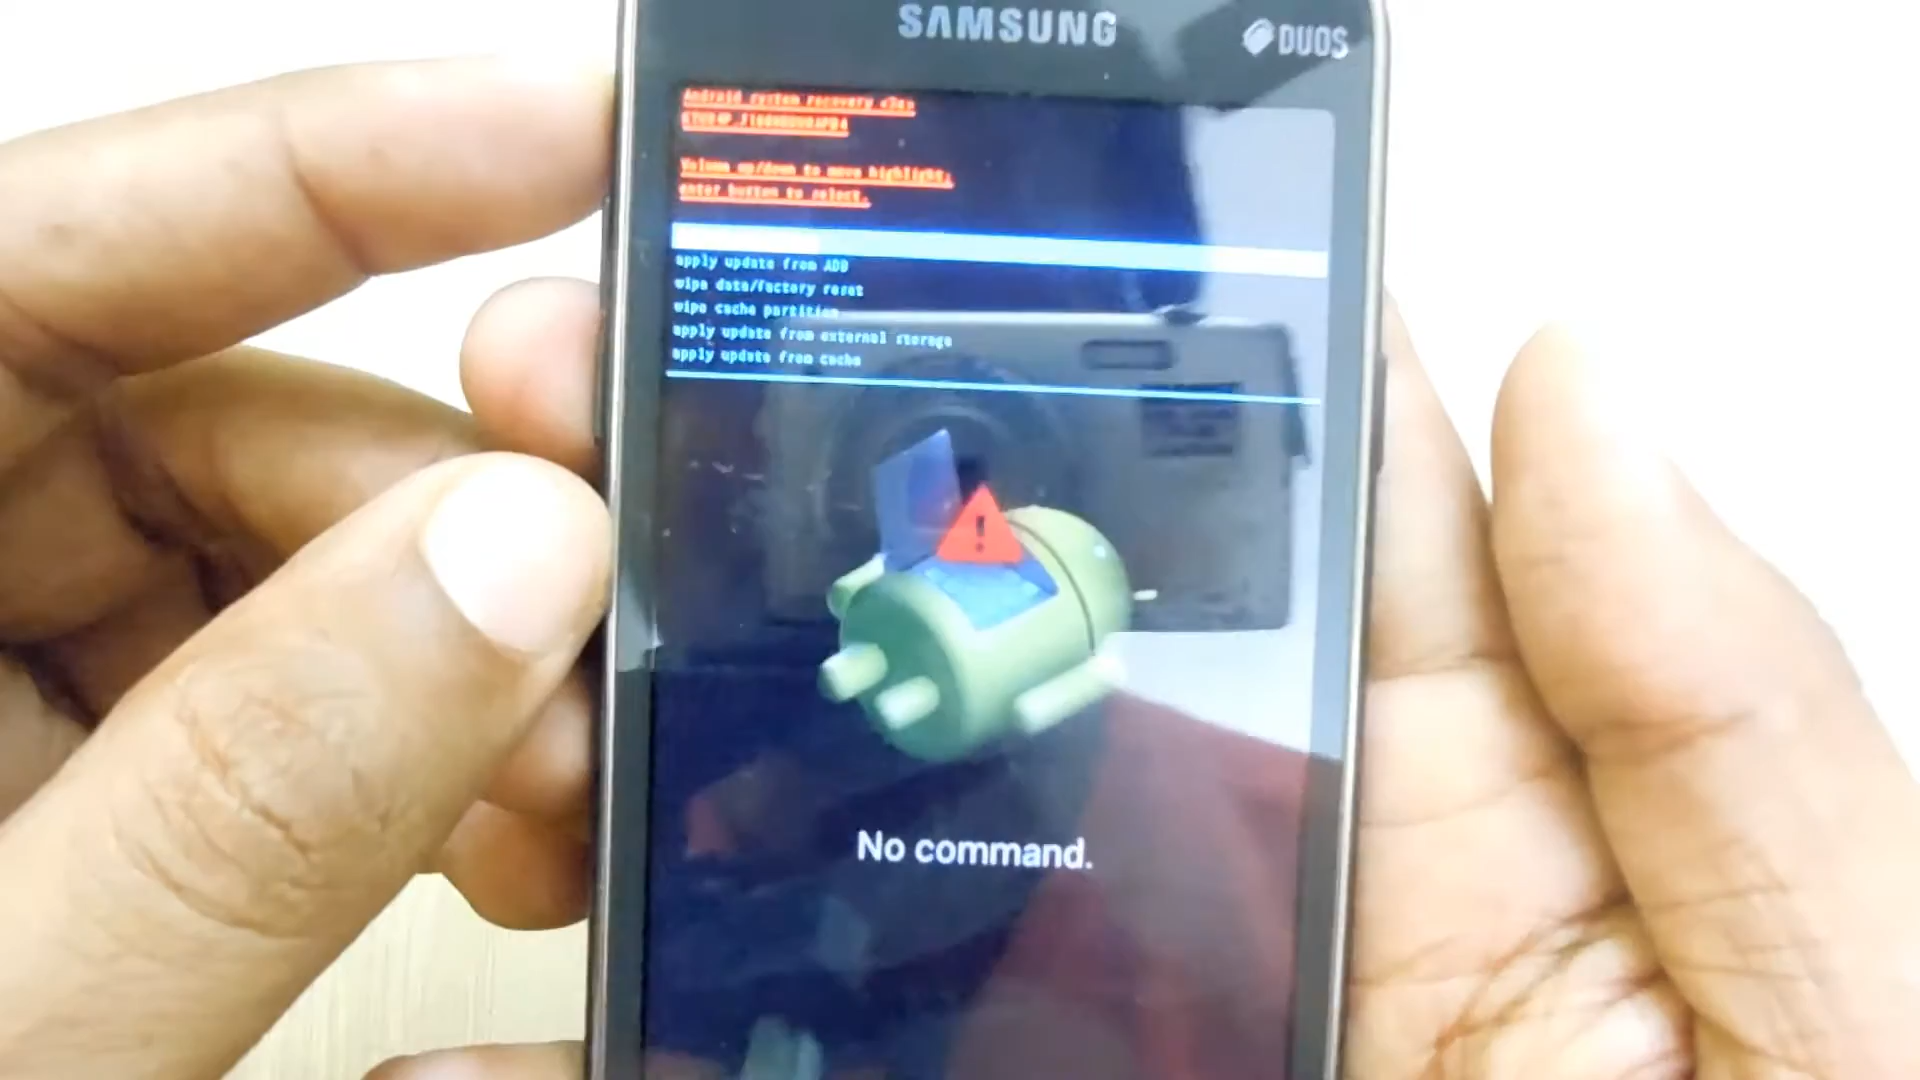 SAMSUNG
DUOS
Android system recovery <3e>
Volume up/down to move highlight;
enter button to select.
apply update from ADB
wipe data/factory reset
wipe cache partition
apply update from external storage
apply update from cache
!
No command.